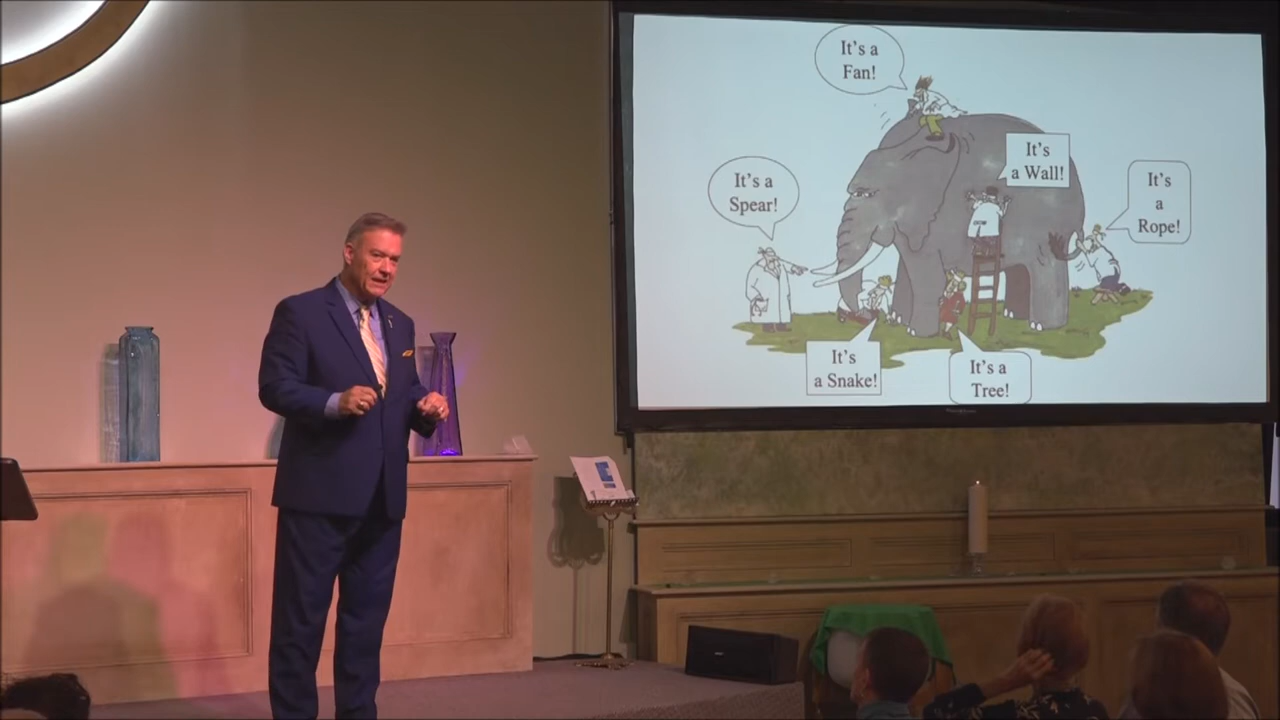 It's a
Fan!
It's
a Wall!
It's a
Spear!
It's
a
Rope!
It's
a Snake!
It's a
Tree!